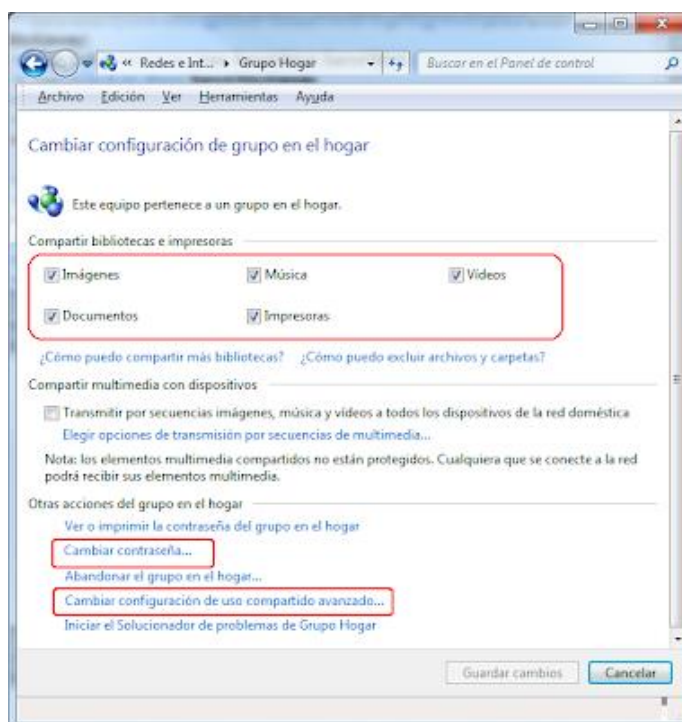 « Redes e Int... ▸ Grupo Hogar
Buscar en el Panel de control
Archivo Edición Ver Herramientas Ayuda
Cambiar configuración de grupo en el hogar
Este equipo pertenece a un grupo en el hogar.
Compartir bibliotecas e impresoras
Imágenes Música Vídeos
Documentos Impresoras
¿Cómo puedo compartir más bibliotecas? ¿Cómo puedo excluir archivos y carpetas?
Compartir multimedia con dispositivos
Transmitir por secuencias imágenes, música y vídeos a todos los dispositivos de la red doméstica
Elegir opciones de transmisión por secuencias de multimedia...
Nota: los elementos multimedia compartidos no están protegidos. Cualquiera que se conecte a la red
podrá recibir sus elementos multimedia.
Otras acciones del grupo en el hogar
Ver o imprimir la contraseña del grupo en el hogar
Cambiar contraseña...
Abandonar el grupo en el hogar...
Cambiar configuración de uso compartido avanzado...
Iniciar el Solucionador de problemas de Grupo Hogar
Guardar cambios Cancelar